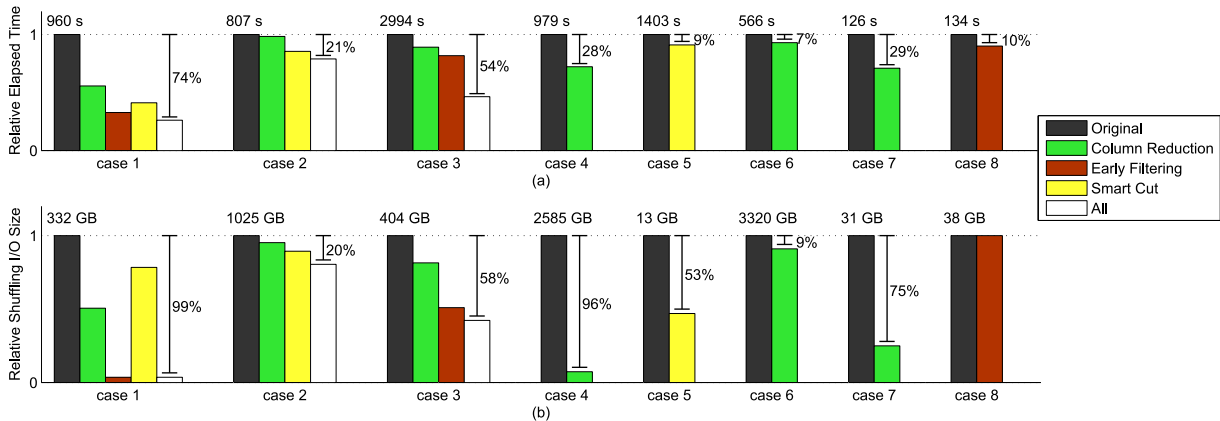 960 s 807 s 2994 s 979 s 1403 s 566 s 126 s 134 s
1
Relative Elapsed Time
74% 21% 54% 28% 9% 7% 29% 10%
0
case 1 case 2 case 3 case 4 case 5 case 6 case 7 case 8
(a)
Original
Column Reduction
Early Filtering
Smart Cut
All
332 GB 1025 GB 404 GB 2585 GB 13 GB 3320 GB 31 GB 38 GB
1
Relative Shuffling I/O Size
99% 20% 58% 96% 53% 9% 75%
0
case 1 case 2 case 3 case 4 case 5 case 6 case 7 case 8
(b)